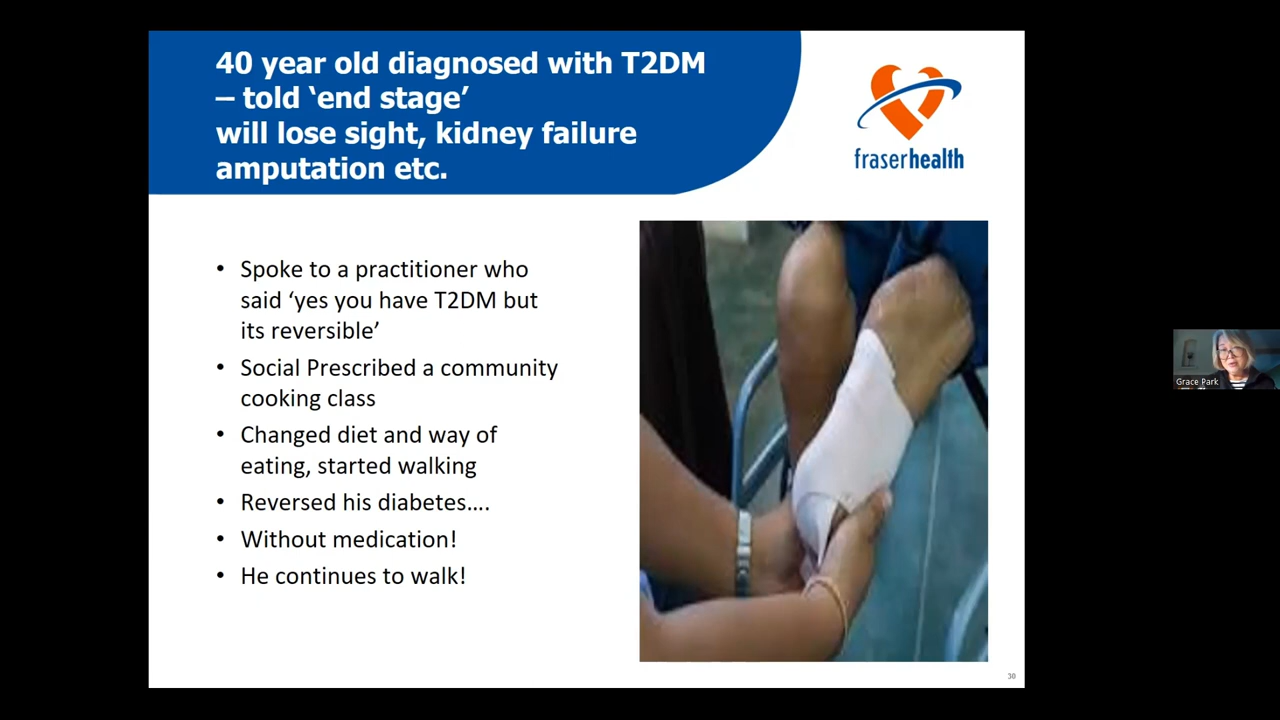 40 year old diagnosed with T2DM
– told ‘end stage’
will lose sight, kidney failure
amputation etc.
fraserhealth
• Spoke to a practitioner who
said ‘yes you have T2DM but
its reversible’
• Social Prescribed a community
cooking class
• Changed diet and way of
eating, started walking
• Reversed his diabetes….
• Without medication!
• He continues to walk!
Grace Park
30